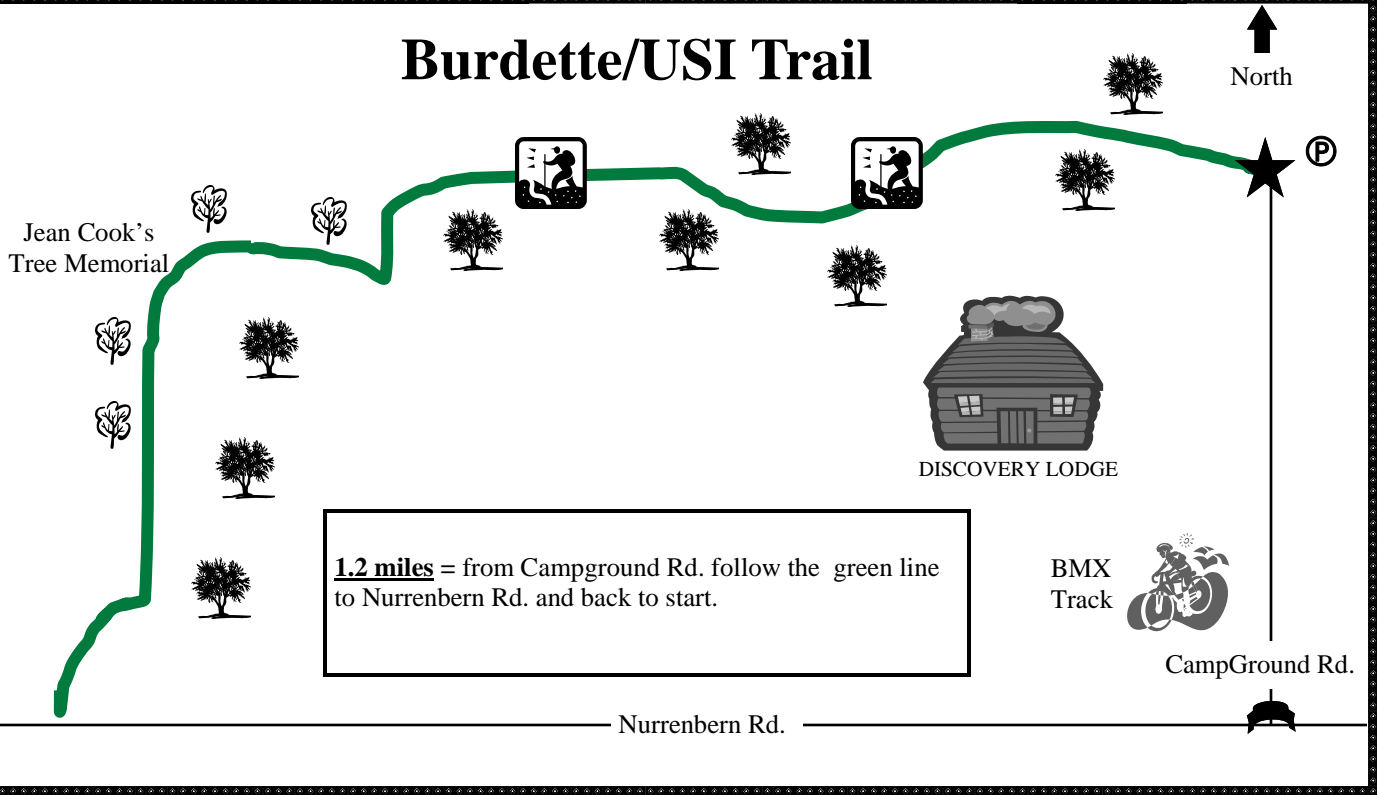 Burdette/USI Trail
North
Ⓟ
Jean Cook’s
Tree Memorial
DISCOVERY LODGE
1.2 miles = from Campground Rd. follow the  green line
to Nurrenbern Rd. and back to start.
BMX
Track
CampGround Rd.
Nurrenbern Rd.